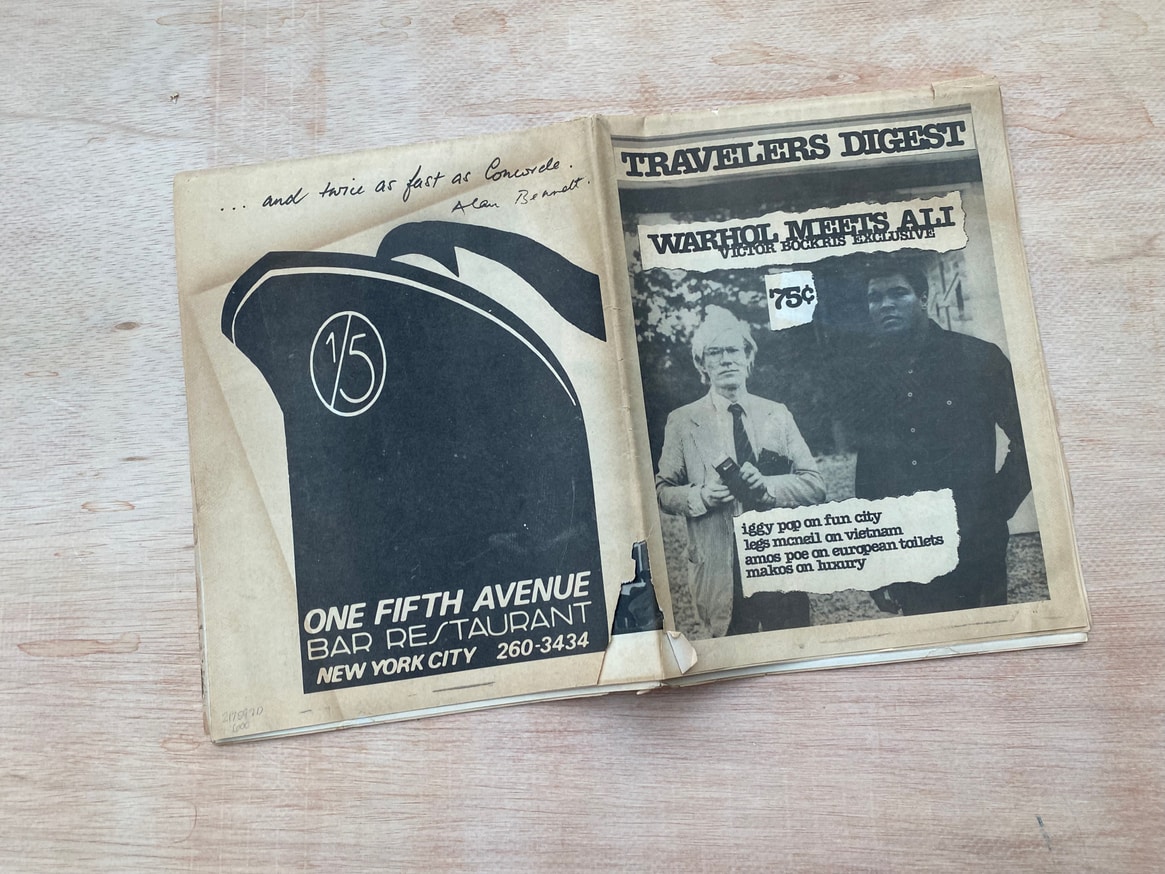 ... and twice as fast as Concorde.
Alan Bennett.
1/5
ONE FIFTH AVENUE
BAR RESTAURANT
NEW YORK CITY 260-3434
TRAVELERS DIGEST
WARHOL MEETS ALI
VICTOR BOCKRIS EXCLUSIVE
75¢
iggy pop on fun city
legs mcneil on vietnam
amos poe on european toilets
makos on luxury